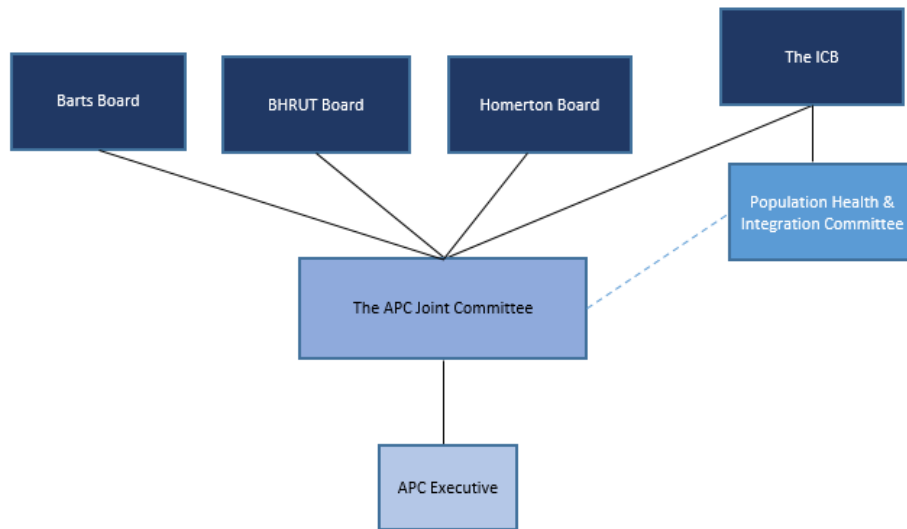 The ICB
Barts Board
BHRUT Board
Homerton Board
Population Health &
Integration Committee
The APC Joint Committee
APC Executive